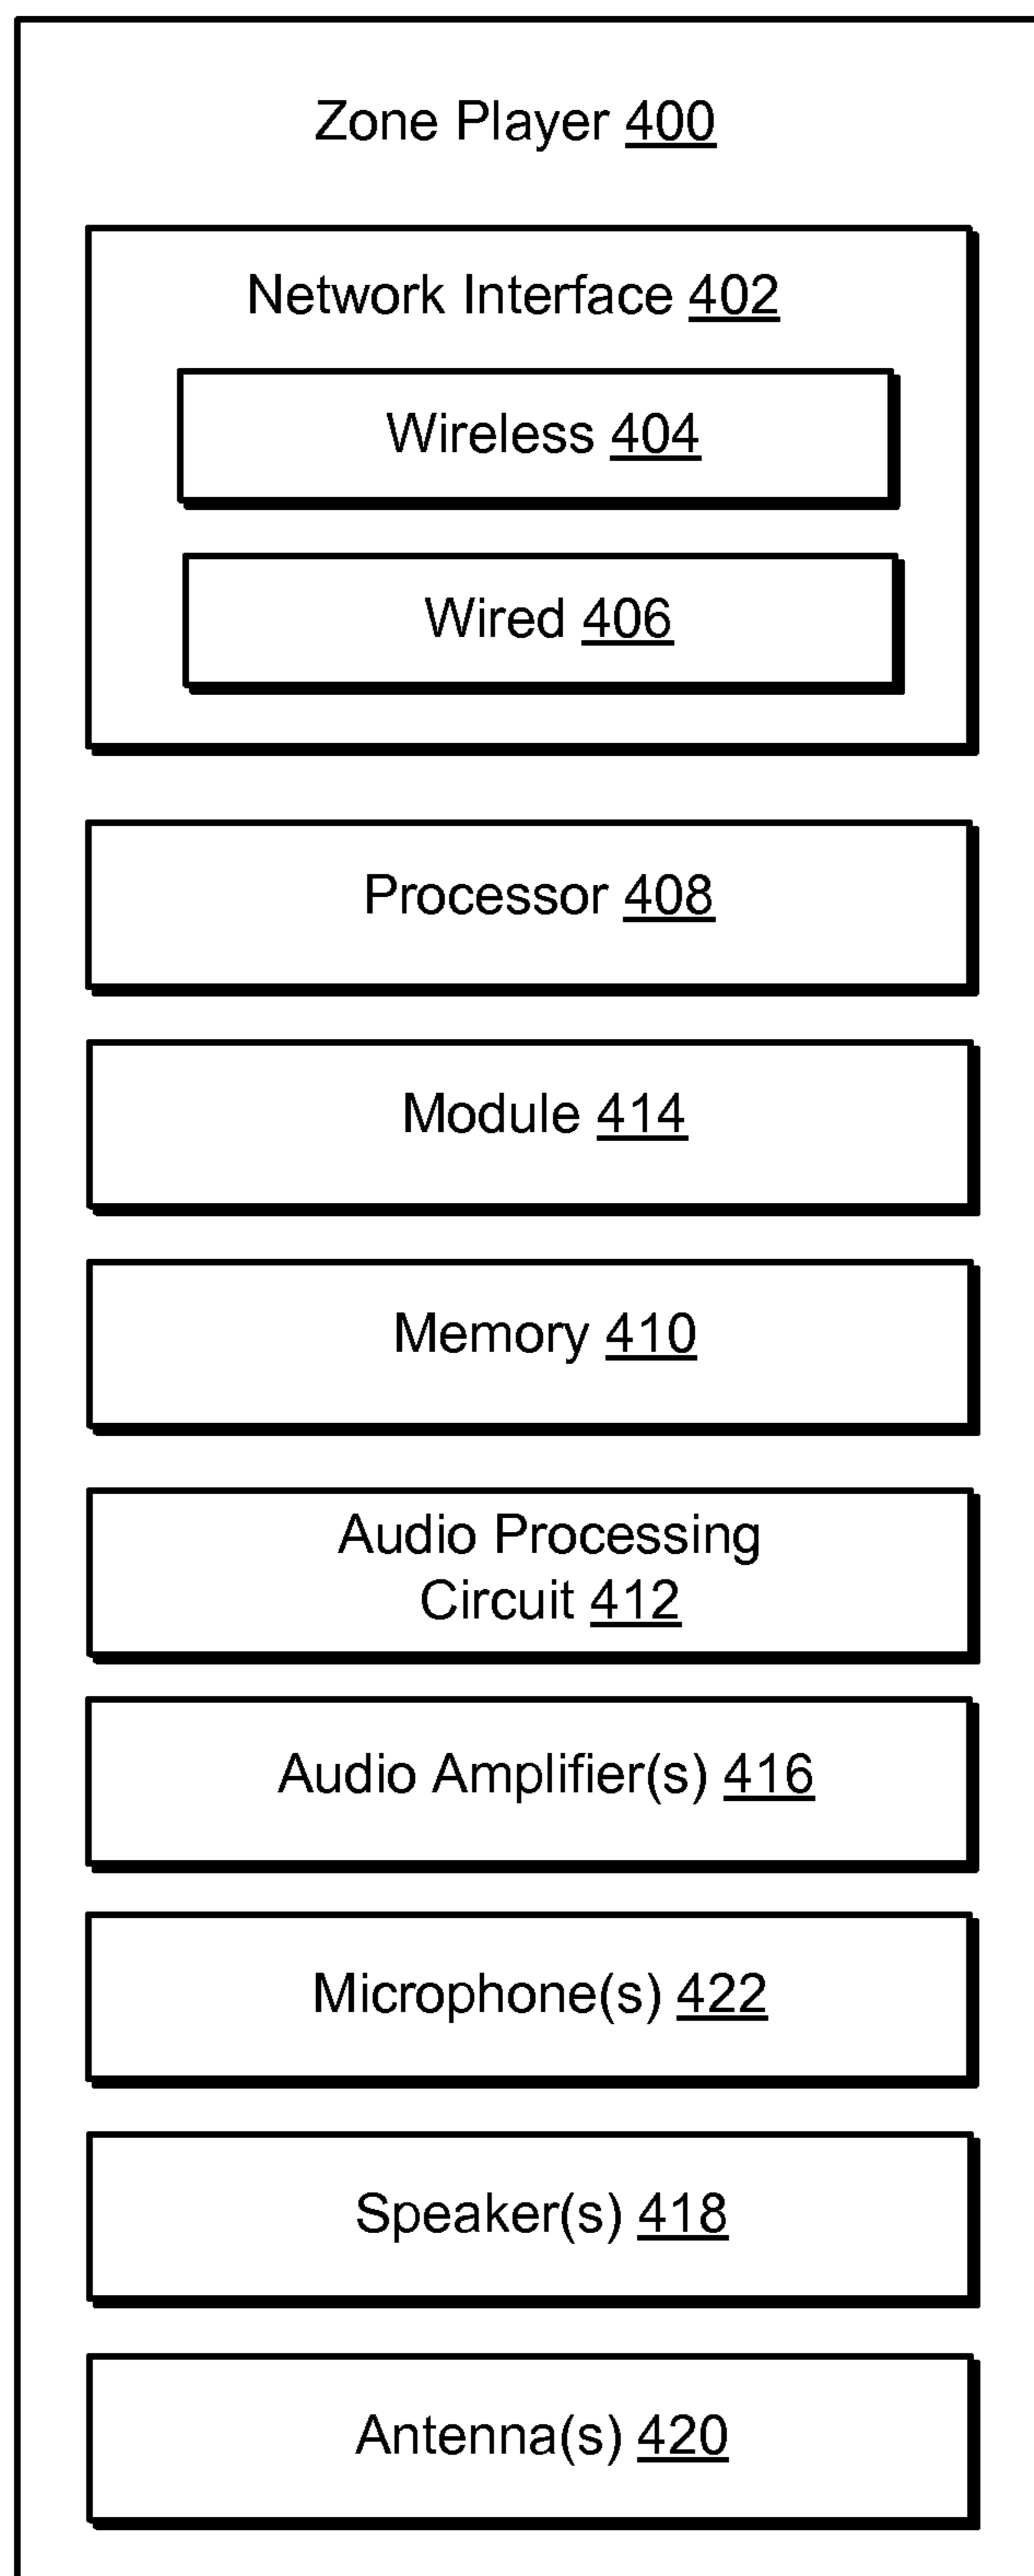 Zone Player 400
Network Interface 402
Wireless 404
Wired 406
Processor 408
Module 414
Memory 410
Audio Processing
Circuit 412
Audio Amplifier(s) 416
Microphone(s) 422
Speaker(s) 418
Antenna(s) 420